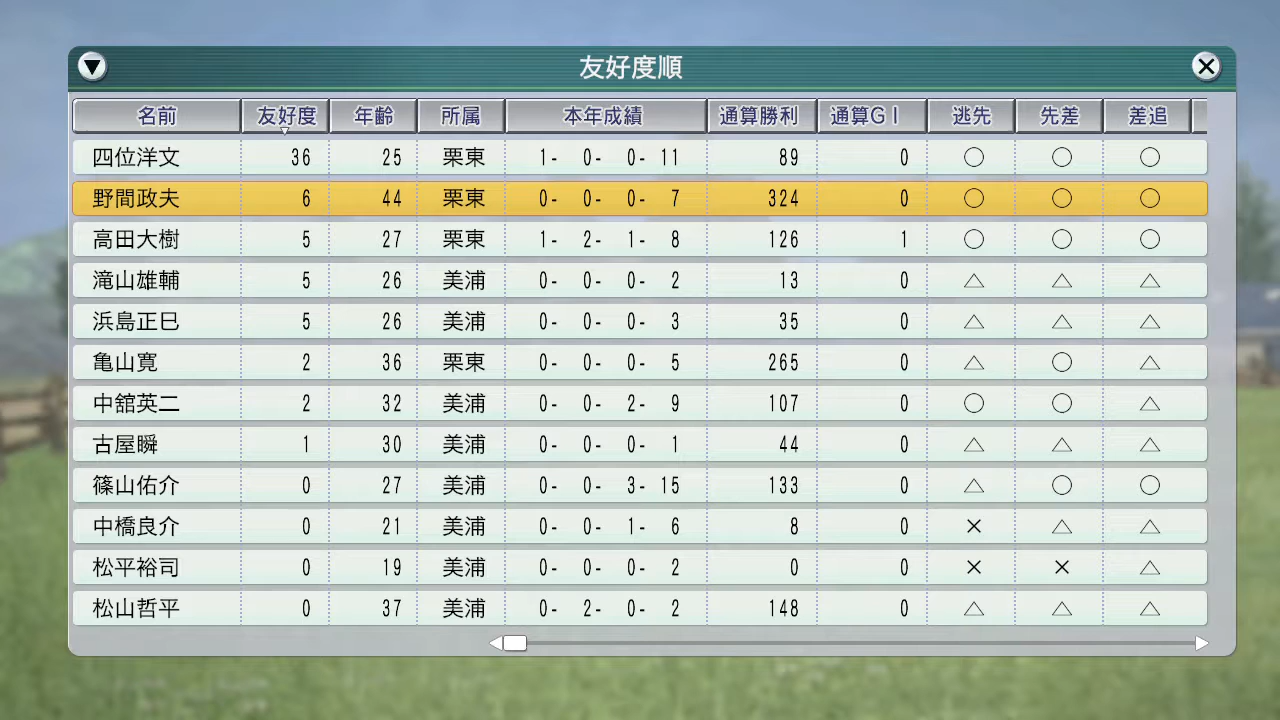 友好度順
名前 友好度 年齢 所属 本年成績 通算勝利 通算GⅠ 逃先 先差 差追
四位洋文 36 25 栗東 1- 0- 0- 11 89 0 ○ ○ ○
野間政夫 6 44 栗東 0- 0- 0- 7 324 0 ○ ○ ○
高田大樹 5 27 栗東 1- 2- 1- 8 126 1 ○ ○ ○
滝山雄輔 5 26 美浦 0- 0- 0- 2 13 0 △ △ △
浜島正巳 5 26 美浦 0- 0- 0- 3 35 0 △ △ △
亀山寛 2 36 栗東 0- 0- 0- 5 265 0 △ ○ △
中舘英二 2 32 美浦 0- 0- 2- 9 107 0 ○ ○ △
古屋瞬 1 30 美浦 0- 0- 0- 1 44 0 △ △ △
篠山佑介 0 27 美浦 0- 0- 3- 15 133 0 △ ○ ○
中橋良介 0 21 美浦 0- 0- 1- 6 8 0 × △ △
松平裕司 0 19 美浦 0- 0- 0- 2 0 0 × × △
松山哲平 0 37 美浦 0- 2- 0- 2 148 0 △ △ △